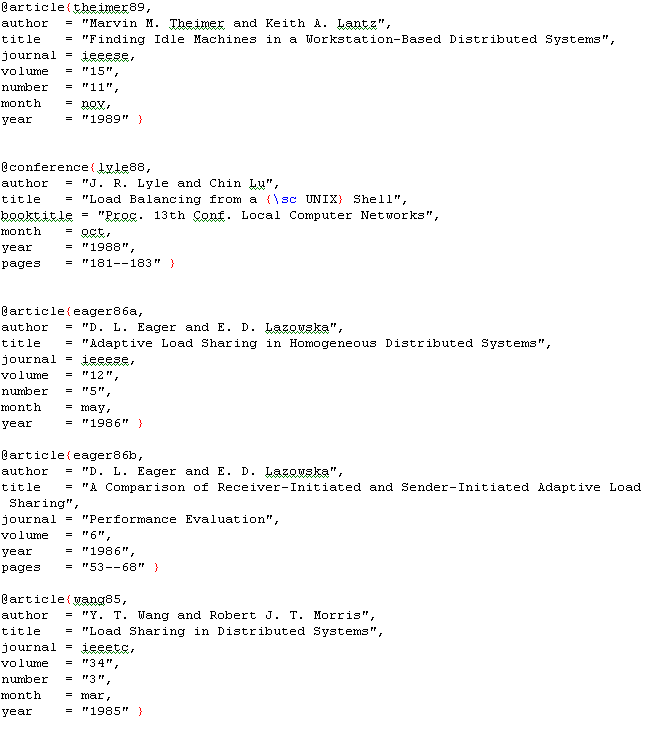 @article{theimer89,
author  = "Marvin M. Theimer and Keith A. Lantz",
title   = "Finding Idle Machines in a Workstation-Based Distributed Systems",
journal = ieeese,
volume  = "15",
number  = "11",
month   = nov,
year    = "1989" }
@conference{lyle88,
author  = "J. R. Lyle and Chin Lu",
title   = "Load Balancing from a {\sc UNIX} Shell",
booktitle = "Proc. 13th Conf. Local Computer Networks",
month   = oct,
year    = "1988",
pages   = "181--183" }
@article{eager86a,
author  = "D. L. Eager and E. D. Lazowska",
title   = "Adaptive Load Sharing in Homogeneous Distributed Systems",
journal = ieeese,
volume  = "12",
number  = "5",
month   = may,
year    = "1986" }
@article{eager86b,
author  = "D. L. Eager and E. D. Lazowska",
title   = "A Comparison of Receiver-Initiated and Sender-Initiated Adaptive Load
Sharing",
journal = "Performance Evaluation",
volume  = "6",
year    = "1986",
pages   = "53--68" }
@article{wang85,
author  = "Y. T. Wang and Robert J. T. Morris",
title   = "Load Sharing in Distributed Systems",
journal = ieeetc,
volume  = "34",
number  = "3",
month   = mar,
year    = "1985" }